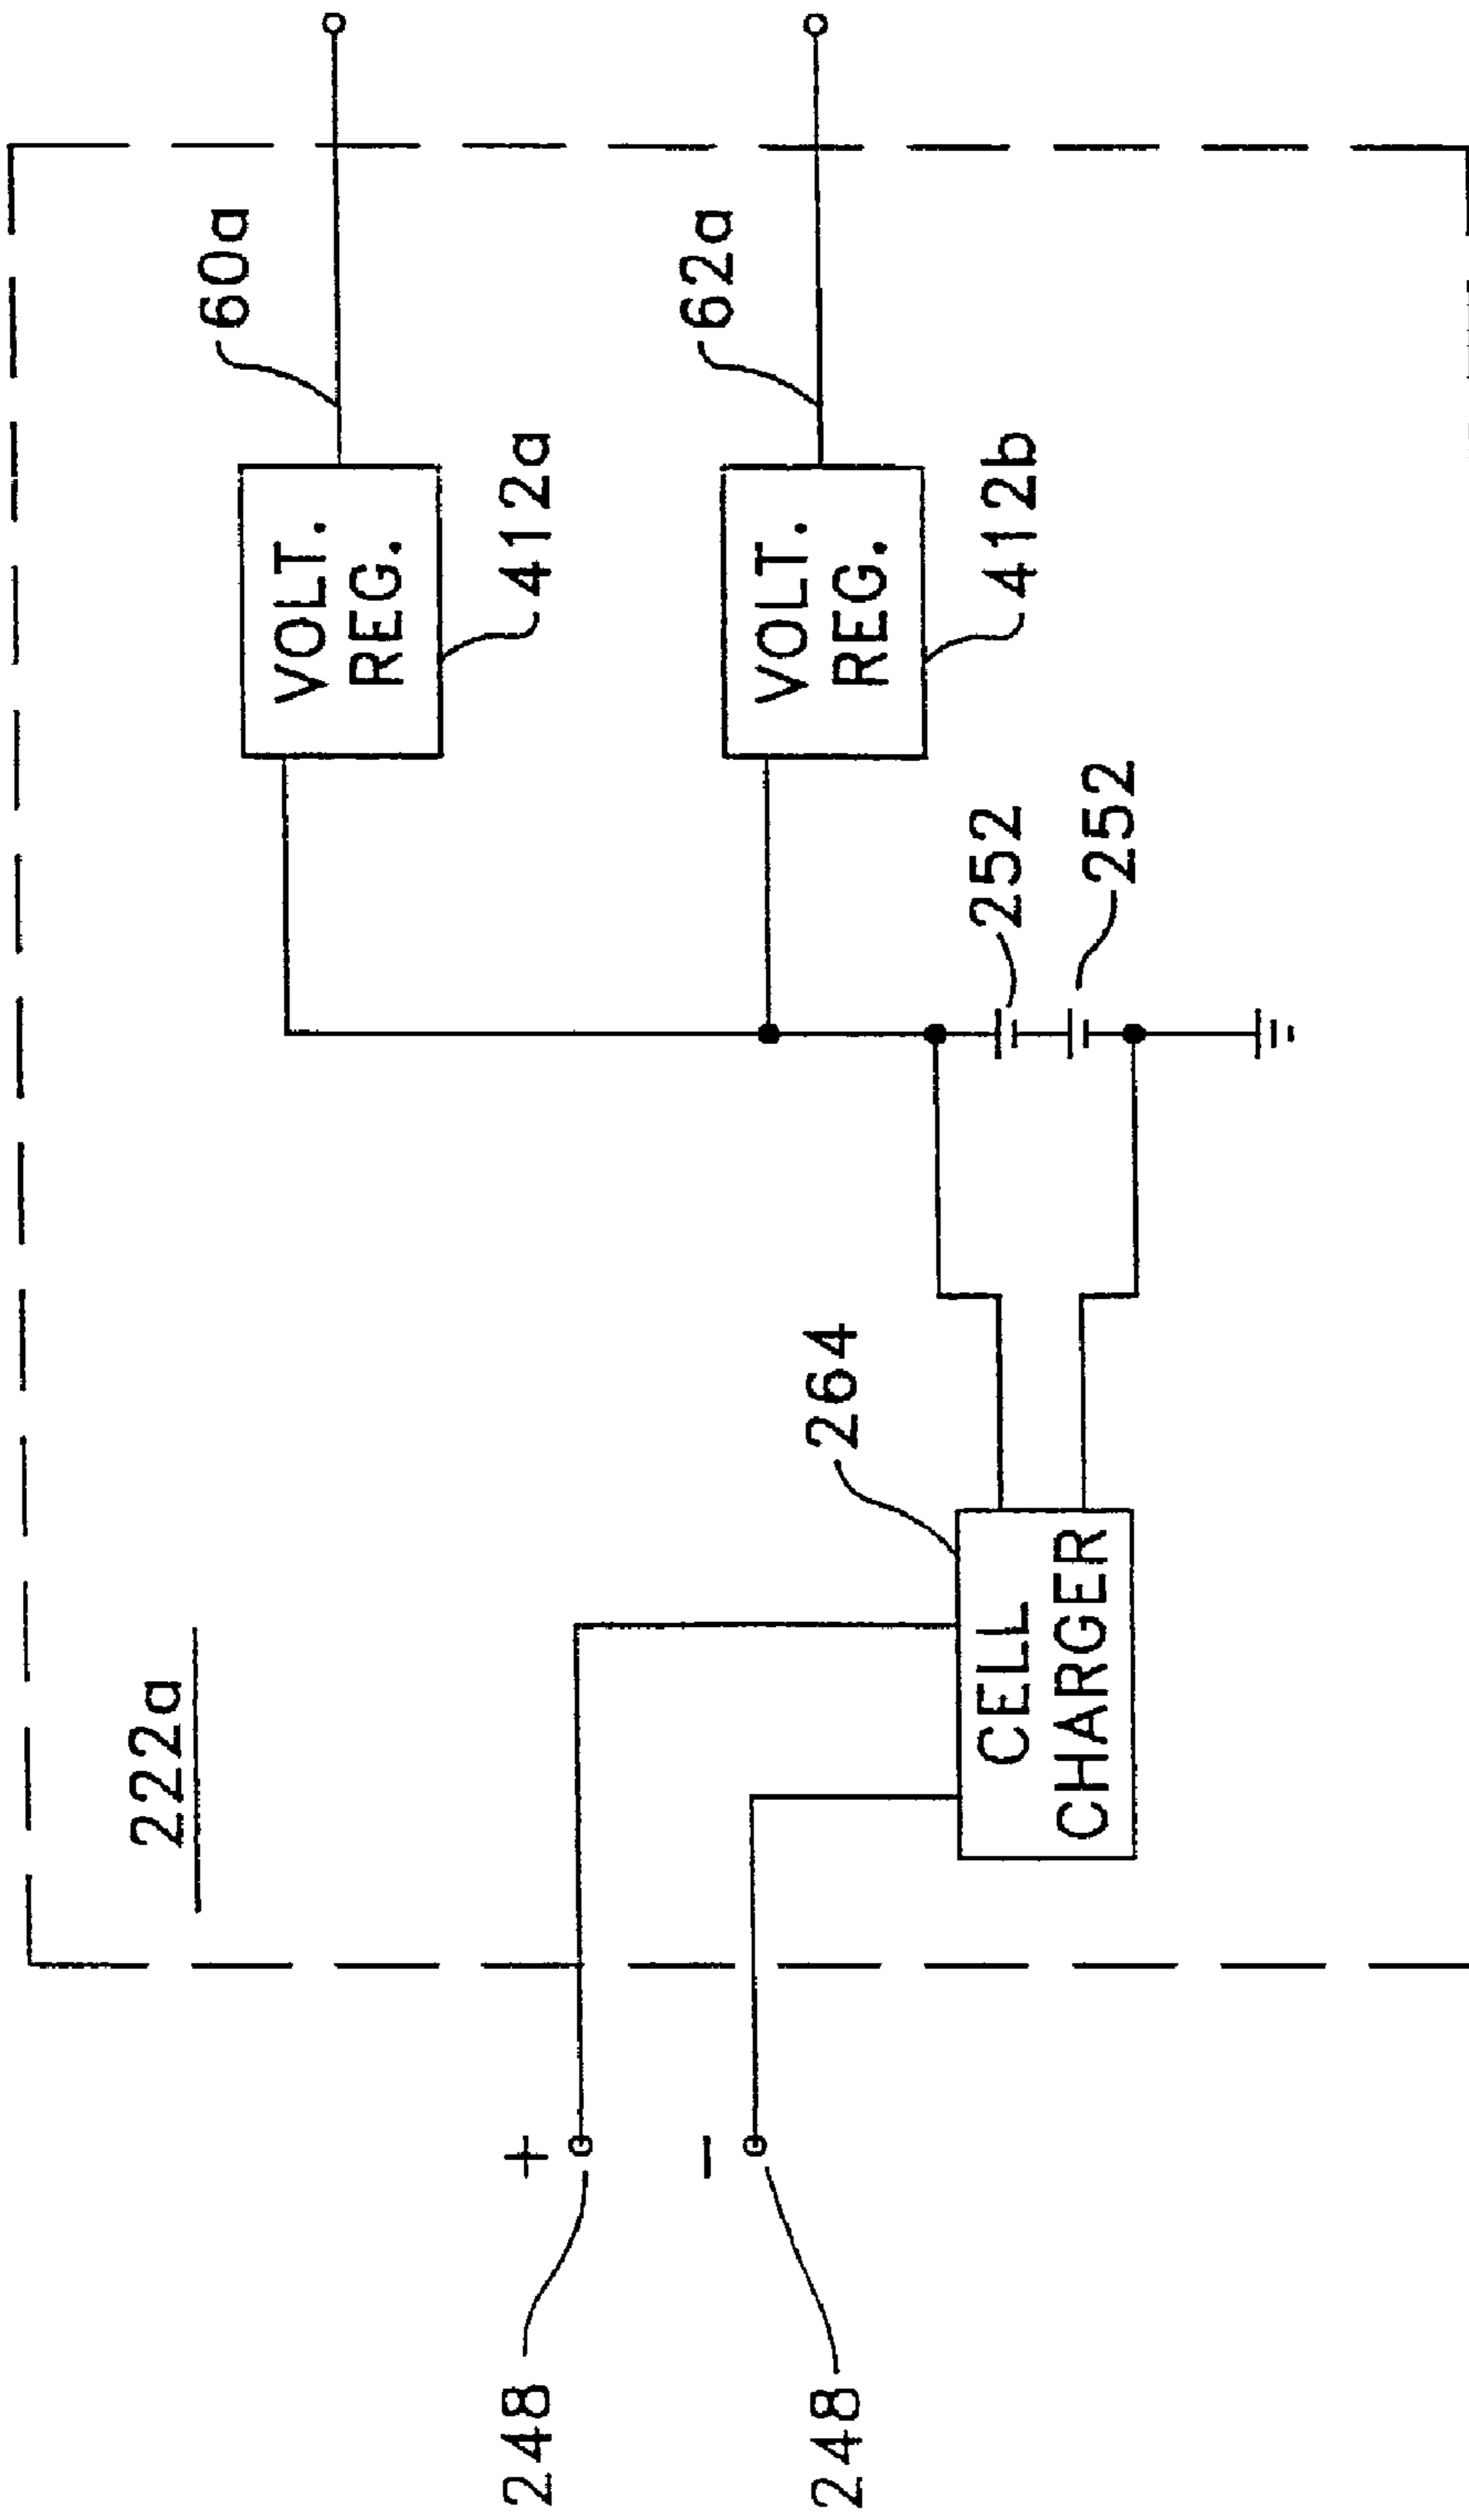 222a
60a
VOLT.
REG.
412a
+
248
62a
VOLT.
REG.
412b
−
248
264
252
252
CELL
CHARGER